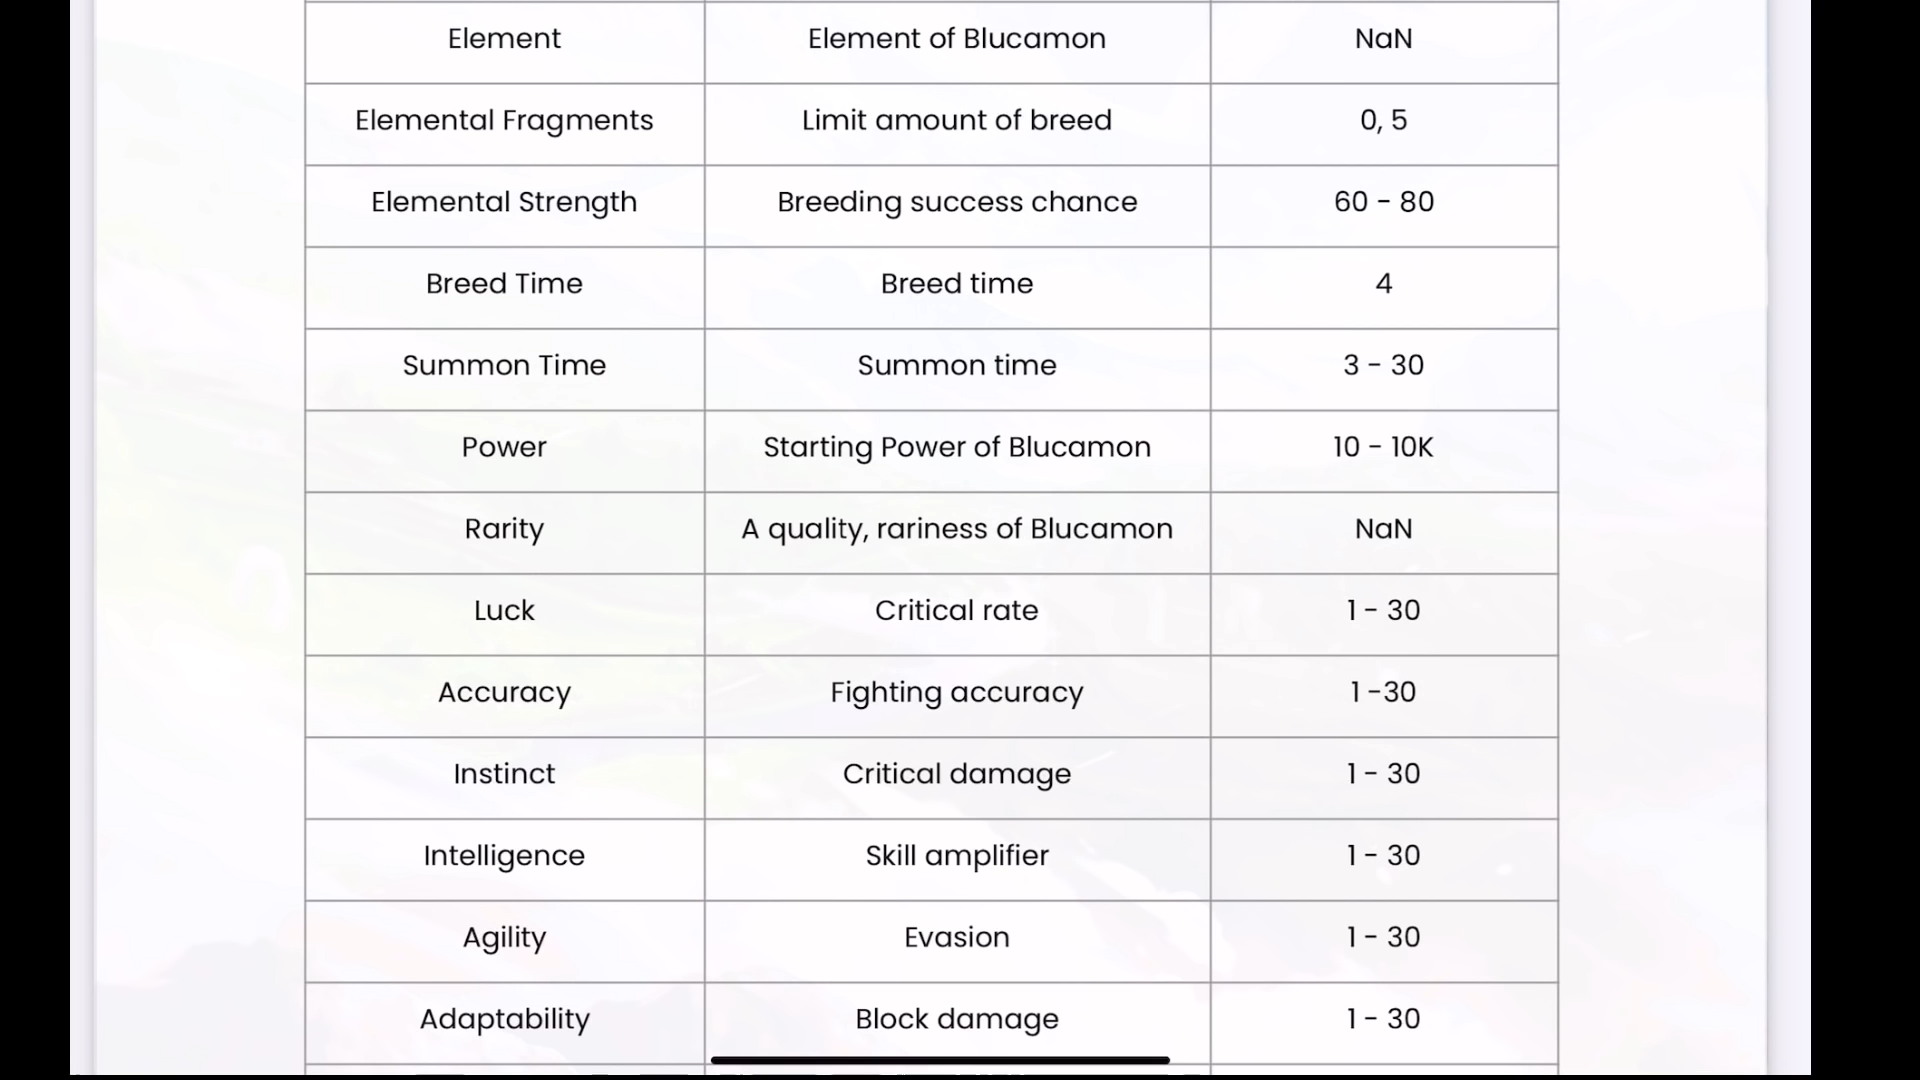 Element Element of Blucamon NaN
Elemental Fragments Limit amount of breed 0, 5
Elemental Strength Breeding success chance 60 - 80
Breed Time Breed time 4
Summon Time Summon time 3 - 30
Power Starting Power of Blucamon 10 - 10K
Rarity A quality, rariness of Blucamon NaN
Luck Critical rate 1 - 30
Accuracy Fighting accuracy 1 -30
Instinct Critical damage 1 - 30
Intelligence Skill amplifier 1 - 30
Agility Evasion 1 - 30
Adaptability Block damage 1 - 30